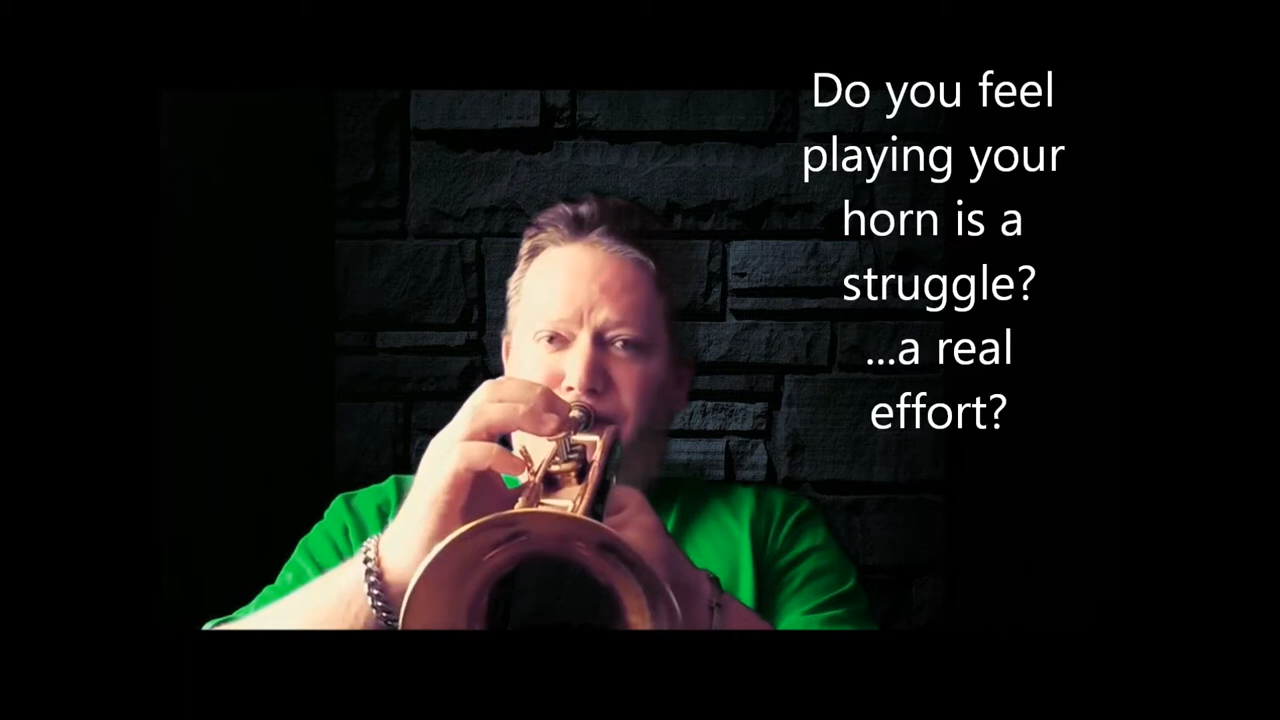 Do you feel
playing your
horn is a
struggle?
...a real
effort?